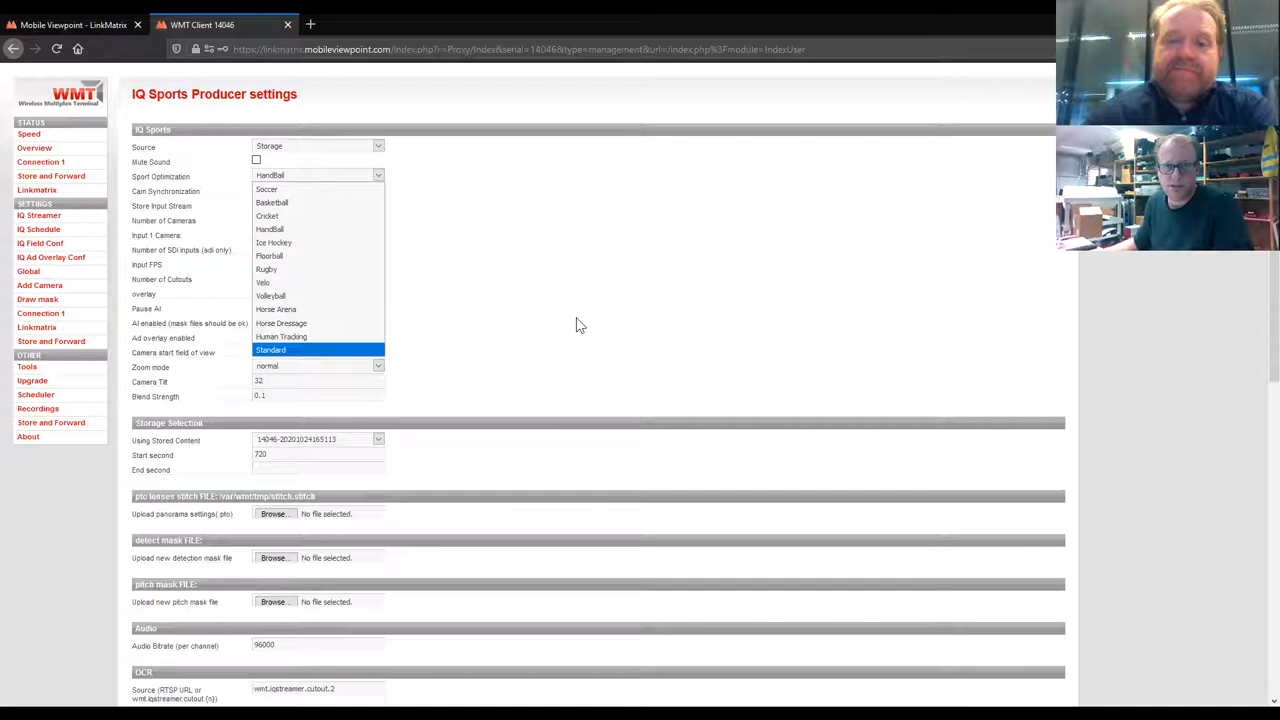 Mobile Viewpoint - LinkMatrix
WMT Client 14046
https://linkmatrix.mobileviewpoint.com/index.php?r=Proxy/Index&serial=14046&type=management&url=/index.php%3Fmodule=IndexUser
WMT
Wireless Multiplex Terminal
STATUS
Speed
Overview
Connection 1
Store and Forward
Linkmatrix
SETTINGS
IQ Streamer
IQ Schedule
IQ Field Conf
IQ Ad Overlay Conf
Global
Add Camera
Draw mask
Connection 1
Linkmatrix
Store and Forward
OTHER
Tools
Upgrade
Scheduler
Recordings
Store and Forward
About
IQ Sports Producer settings
IQ Sports
Source Storage
Mute Sound
Sport Optimization HandBall
Cam Synchronization
Store Input Stream
Number of Cameras
Input 1 Camera:
Number of SDI inputs (sdi only)
Input FPS
Number of Cutouts
overlay
Pause AI
AI enabled (mask files should be ok)
Ad overlay enabled
Camera start field of view
Soccer
Basketball
Cricket
HandBall
Ice Hockey
Floorball
Rugby
Velo
Volleyball
Horse Arena
Horse Dressage
Human Tracking
Standard
Zoom mode normal
Camera Tilt 32
Blend Strength 0.1
Storage Selection
Using Stored Content 14046-20201024165113
Start second 720
End second
pto lenses stitch FILE: /var/wmt/tmp/stitch.stitch
Upload panorama settings(.pto) Browse... No file selected.
detect mask FILE:
Upload new detection mask file Browse... No file selected.
pitch mask FILE:
Upload new pitch mask file Browse... No file selected.
Audio
Audio Bitrate (per channel) 96000
OCR
Source (RTSP URL or wmt.iqstreamer.cutout.2
wmt.iqstreamer.cutout.{n})